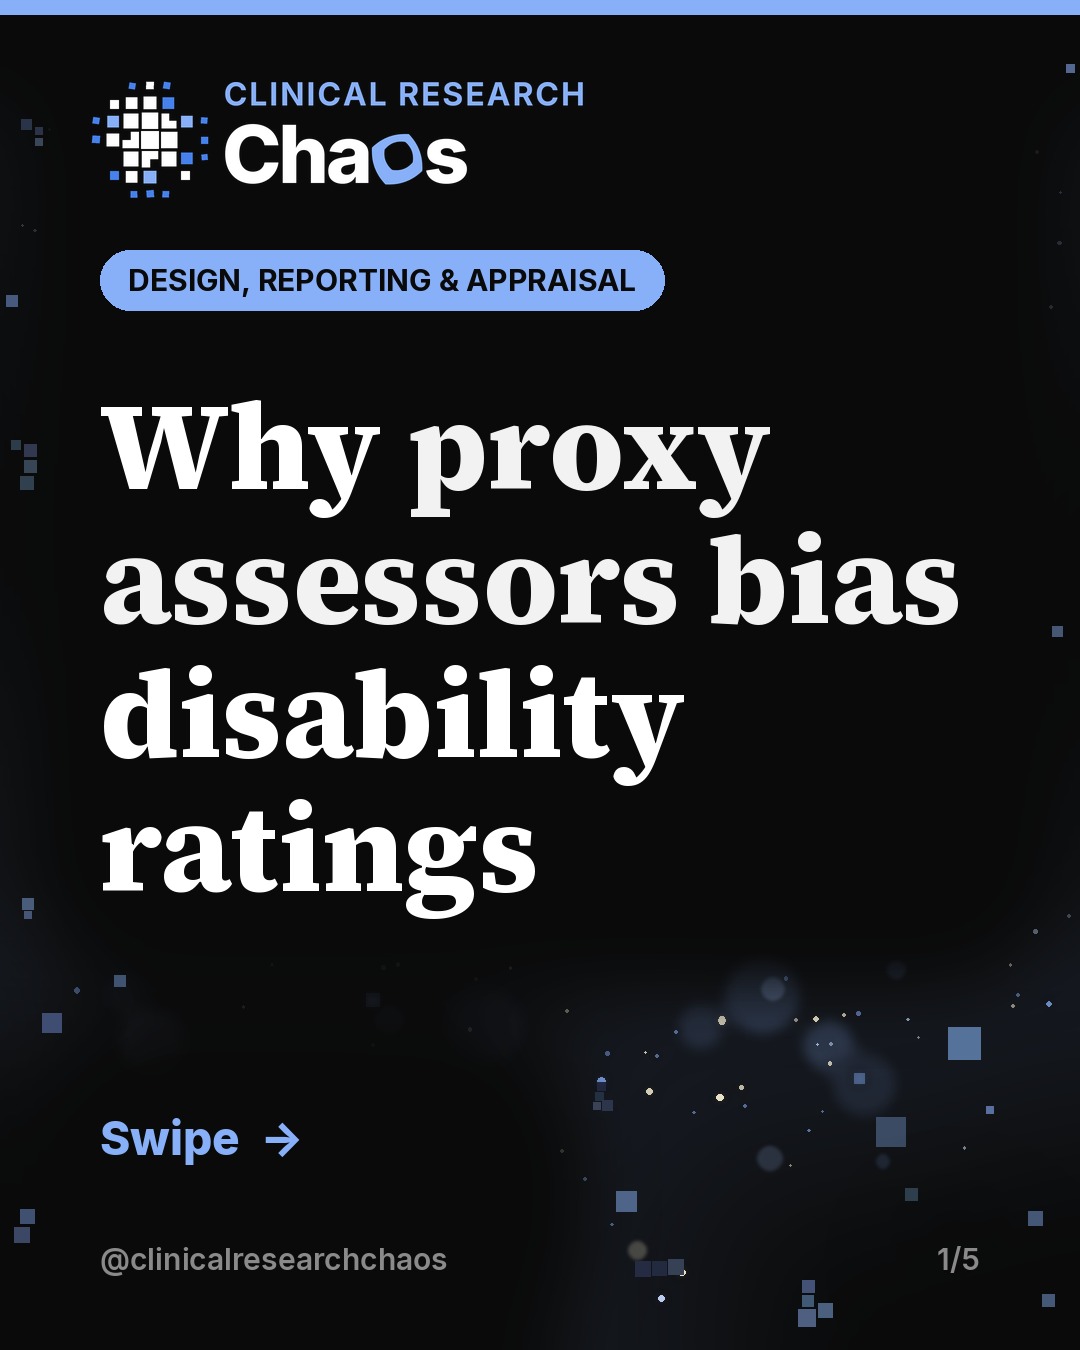 CLINICAL RESEARCH
Chaos
DESIGN, REPORTING & APPRAISAL
Why proxy
assessors bias
disability
ratings
Swipe →
@clinicalresearchchaos
1/5